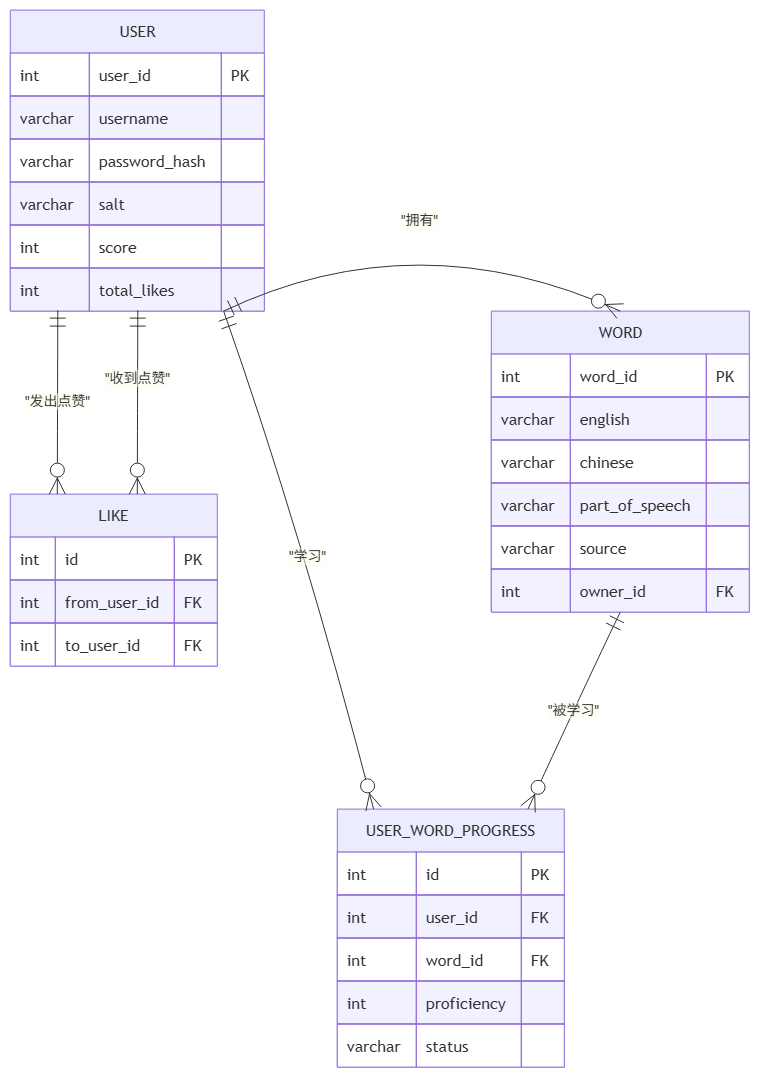 USER
int user_id PK
varchar username
varchar password_hash
varchar salt
int score
int total_likes
"拥有"
"收到点赞"
"发出点赞"
WORD
int word_id PK
varchar english
varchar chinese
varchar part_of_speech
varchar source
int owner_id FK
LIKE
int id PK
int from_user_id FK
int to_user_id FK
"学习"
"被学习"
USER_WORD_PROGRESS
int id PK
int user_id FK
int word_id FK
int proficiency
varchar status